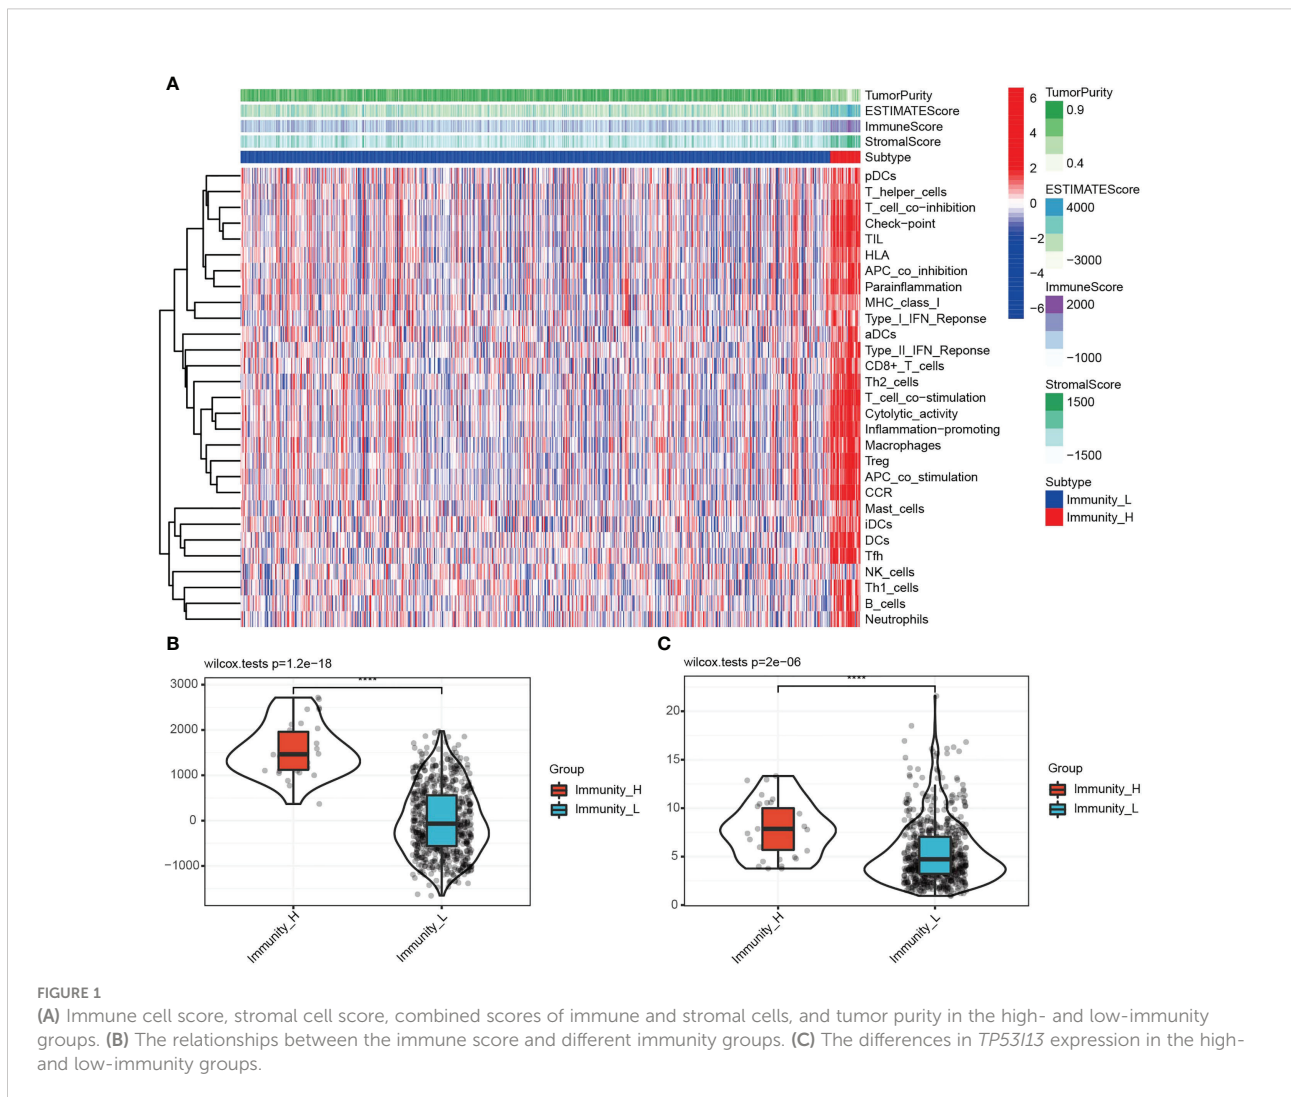 A
TumorPurity
ESTIMATEScore
ImmuneScore
StromalScore
Subtype
pDCs
T_helper_cells
T_cell_co-inhibition
Check-point
TIL
HLA
APC_co_inhibition
Parainflammation
MHC_class_I
Type_I_IFN_Reponse
aDCs
Type_II_IFN_Reponse
CD8+_T_cells
Th2_cells
T_cell_co-stimulation
Cytolytic_activity
Inflammation-promoting
Macrophages
Treg
APC_co_stimulation
CCR
Mast_cells
iDCs
DCs
Tfh
NK_cells
Th1_cells
B_cells
Neutrophils
6
4
2
0
−2
−4
−6
TumorPurity
0.9
0.4
ESTIMATEScore
4000
−3000
ImmuneScore
2000
−1000
StromalScore
1500
−1500
Subtype
Immunity_L
Immunity_H
B
wilcox.tests p=1.2e−18
****
3000
2000
1000
0
−1000
Immunity_H
Immunity_L
Group
Immunity_H
Immunity_L
C
wilcox.tests p=2e−06
****
20
15
10
5
0
Immunity_H
Immunity_L
Group
Immunity_H
Immunity_L
FIGURE 1
(A) Immune cell score, stromal cell score, combined scores of immune and stromal cells, and tumor purity in the high- and low-immunity
groups. (B) The relationships between the immune score and different immunity groups. (C) The differences in TP53I13 expression in the high-
and low-immunity groups.